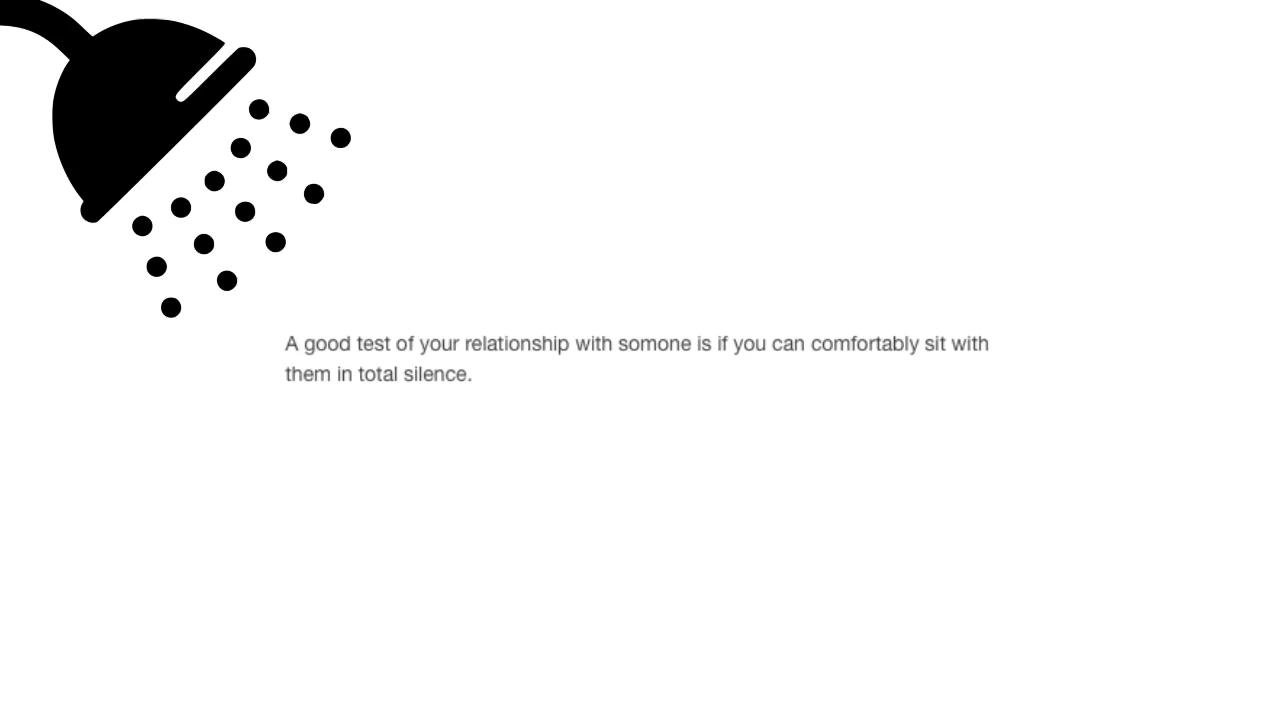 A good test of your relationship with somone is if you can comfortably sit with
them in total silence.